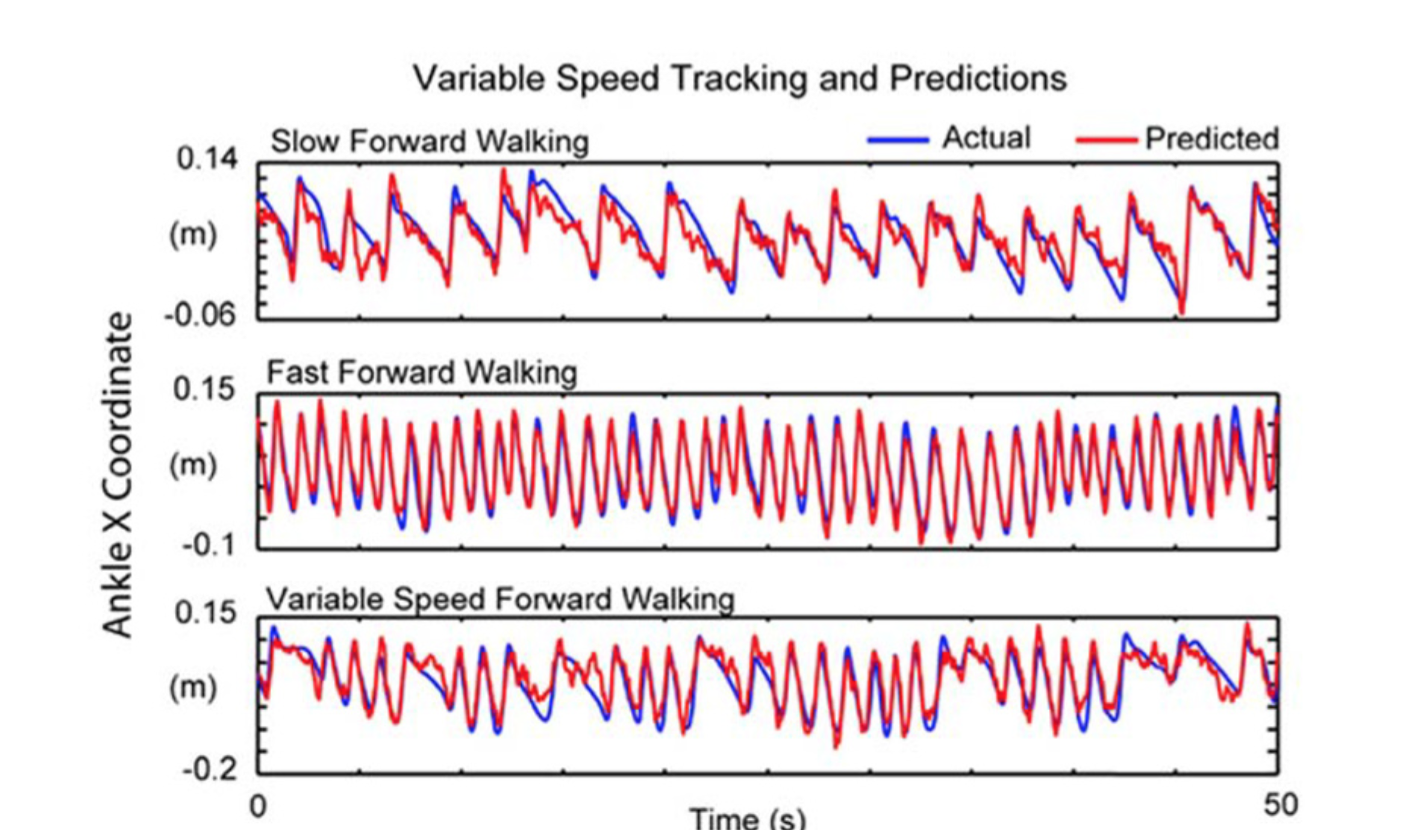 Variable Speed Tracking and Predictions
Slow Forward Walking
Actual
Predicted
0.14
(m)
-0.06
Fast Forward Walking
0.15
(m)
-0.1
Ankle X Coordinate
Variable Speed Forward Walking
0.15
(m)
-0.2
0
Time (s)
50